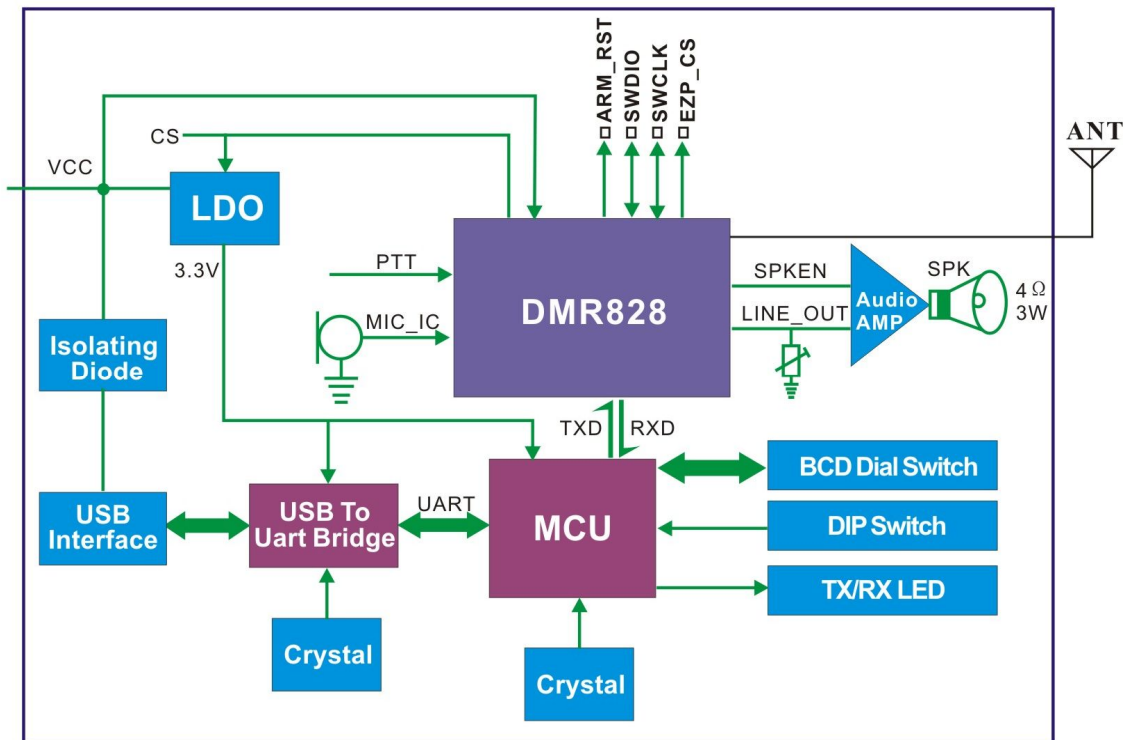 ARM_RST
SWDIO
SWCLK
EZP_CS
ANT
CS
VCC
LDO
3.3V
PTT
MIC_IC
DMR828
SPKEN
LINE_OUT
Audio
AMP
SPK
4Ω
3W
Isolating
Diode
TXD
RXD
USB
Interface
USB To
Uart Bridge
UART
MCU
BCD Dial Switch
DIP Switch
TX/RX LED
Crystal
Crystal